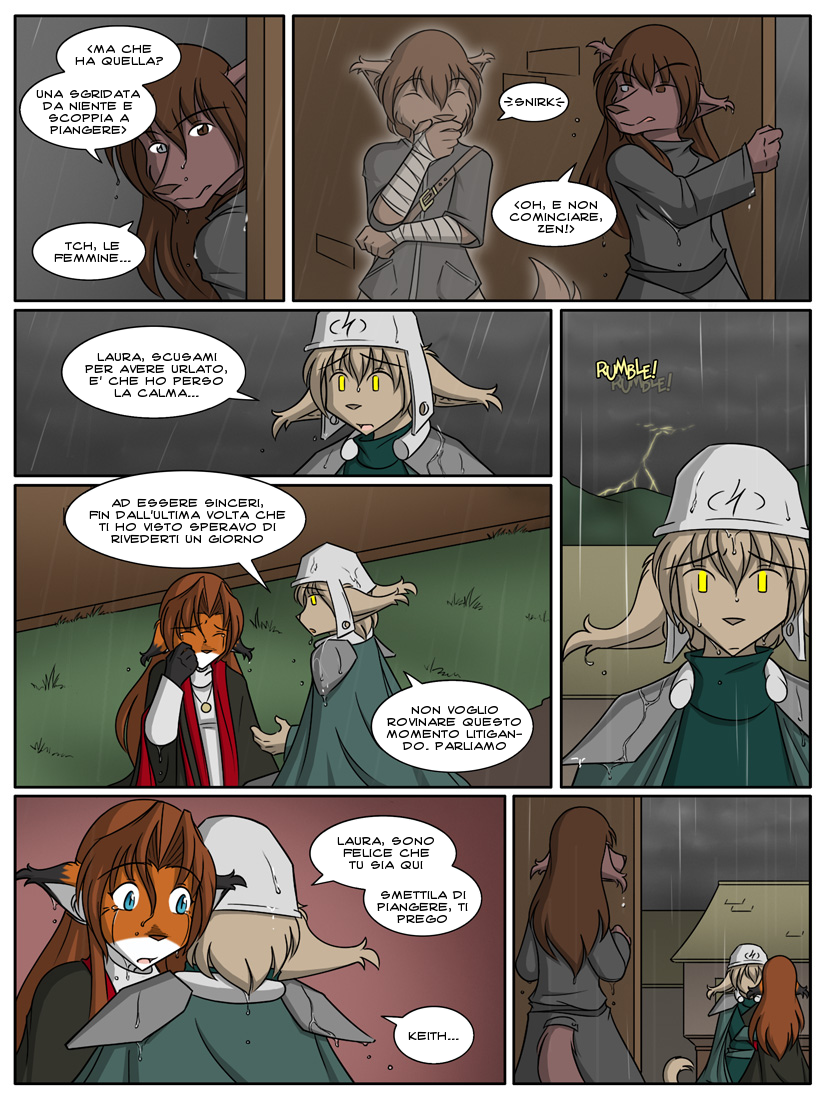 <MA CHE
HA QUELLA?
UNA SGRIDATA
DA NIENTE E
SCOPPIA A
PIANGERE>
TCH, LE
FEMMINE...
SNIRK
<OH, E NON
COMINCIARE,
ZEN!>
LAURA, SCUSAMI
PER AVERE URLATO,
E' CHE HO PERSO
LA CALMA...
RUMBLE!
RUMBLE!
AD ESSERE SINCERI,
FIN DALL'ULTIMA VOLTA CHE
TI HO VISTO SPERAVO DI
RIVEDERTI UN GIORNO
NON VOGLIO
ROVINARE QUESTO
MOMENTO LITIGAN-
DO. PARLIAMO
LAURA, SONO
FELICE CHE
TU SIA QUI
SMETTILA DI
PIANGERE, TI
PREGO
KEITH...